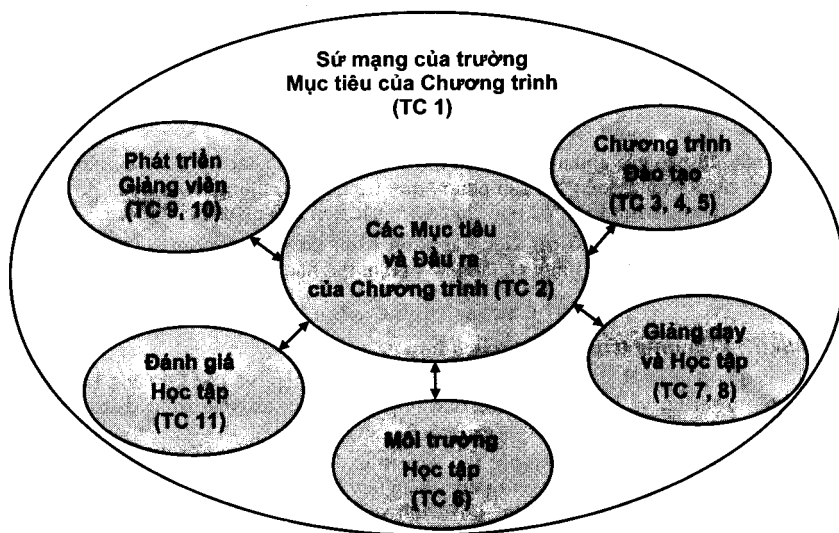 Sứ mạng của trường
Mục tiêu của Chương trình
(TC 1)
Phát triển
Giảng viên
(TC 9, 10)
Chương trình
Đào tạo
(TC 3, 4, 5)
Các Mục tiêu
và Đầu ra
của Chương trình (TC 2)
Giảng dạy
và Học tập
(TC 7, 8)
Đánh giá
Học tập
(TC 11)
Môi trường
Học tập
(TC 6)